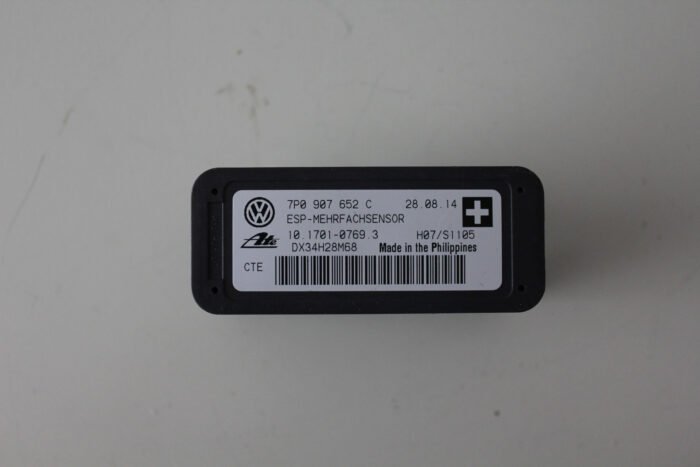 7P0 907 652 C 28.08.14
ESP-MEHRFACHSENSOR
Ate 10.1701-0769.3 H07/S1105
DX34H28M68 Made in the Philippines
CTE